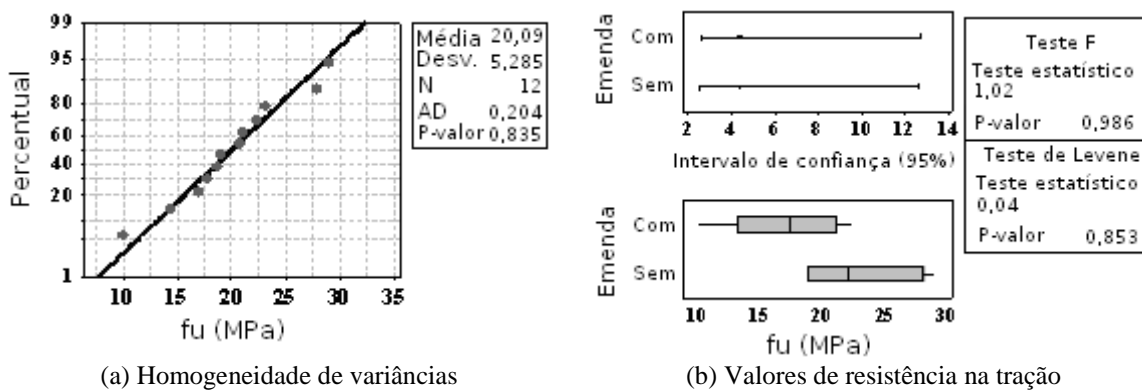 99
95
80
60
40
20
1
Percentual
10 15 20 25 30 35
fu (MPa)
Média 20,09
Desv. 5,285
N 12
AD 0,204
P-valor 0,835
(a) Homogeneidade de variâncias
Emenda
Com
Sem
2 4 6 8 10 12 14
Intervalo de confiança (95%)
Teste F
Teste estatístico
1,02
P-valor 0,986
Teste de Levene
Teste estatístico
0,04
P-valor 0,853
Emenda
Com
Sem
10 15 20 25 30
fu (MPa)
(b) Valores de resistência na tração